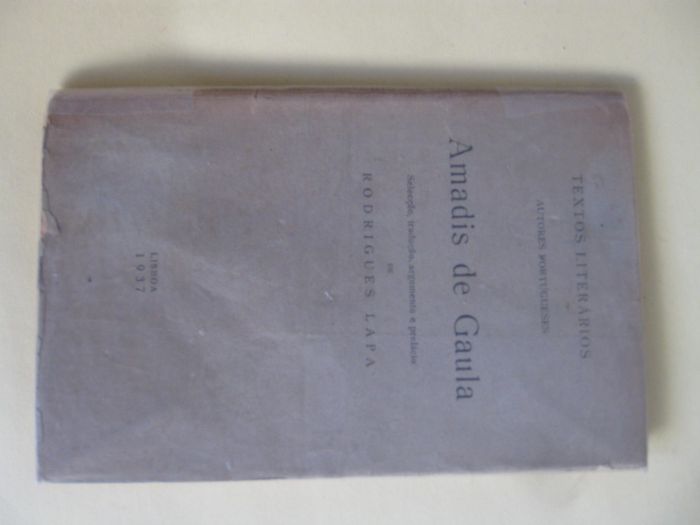 TEXTOS LITERÁRIOS
AUTORES PORTUGUESES
Amadis de Gaula
Selecção, tradução, argumento e prefácio
DE
RODRIGUES LAPA
LISBOA
1937